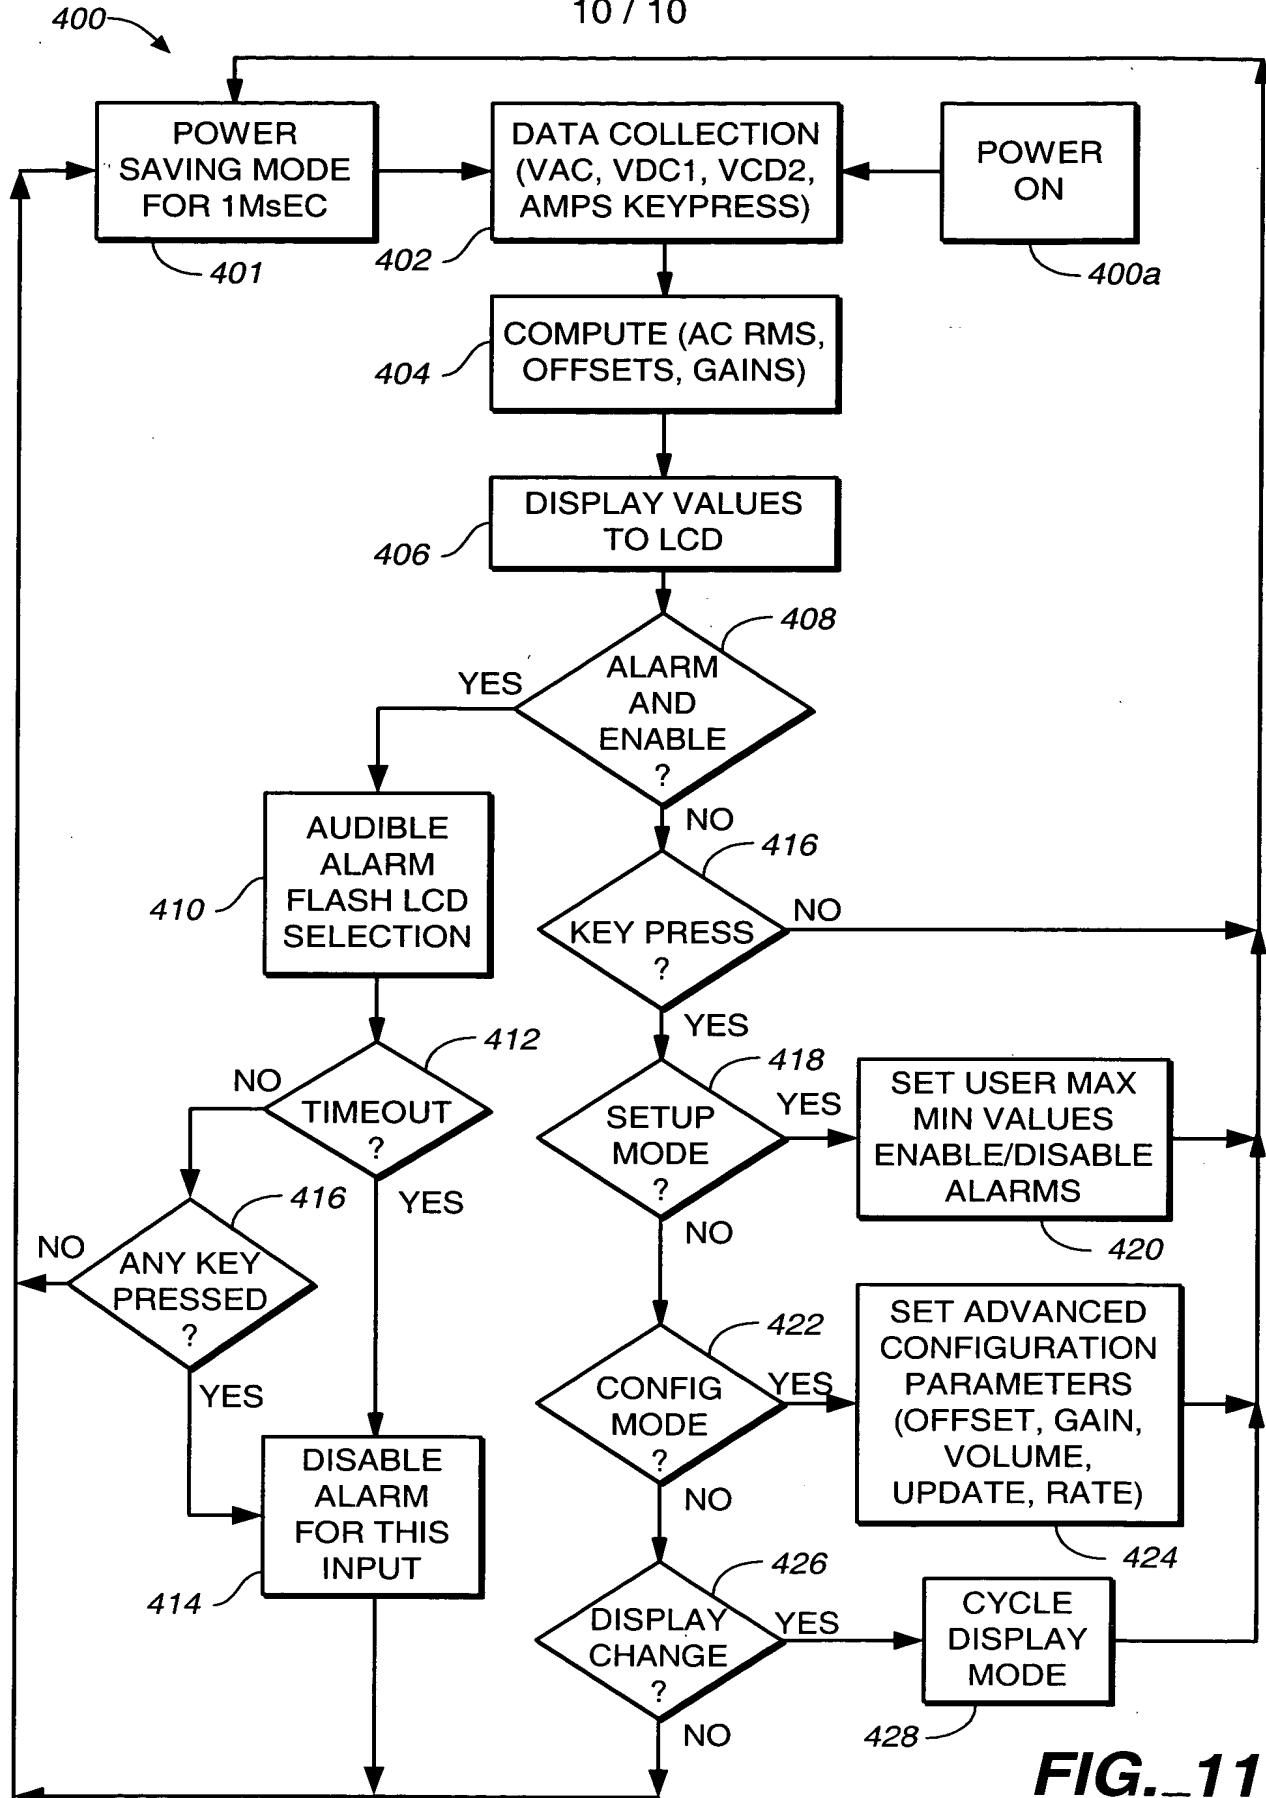 10 / 10
400
POWER
SAVING MODE
FOR 1MsEC
401
DATA COLLECTION
(VAC, VDC1, VCD2,
AMPS KEYPRESS)
402
POWER
ON
400a
COMPUTE (AC RMS,
OFFSETS, GAINS)
404
DISPLAY VALUES
TO LCD
406
408
ALARM
AND
ENABLE
?
YES
NO
AUDIBLE
ALARM
FLASH LCD
SELECTION
410
416
KEY PRESS
?
NO
YES
412
TIMEOUT
?
NO
YES
418
SETUP
MODE
?
YES
NO
SET USER MAX
MIN VALUES
ENABLE/DISABLE
ALARMS
420
416
ANY KEY
PRESSED
?
NO
YES
422
CONFIG
MODE
?
YES
NO
SET ADVANCED
CONFIGURATION
PARAMETERS
(OFFSET, GAIN,
VOLUME,
UPDATE, RATE)
424
DISABLE
ALARM
FOR THIS
INPUT
414
426
DISPLAY
CHANGE
?
YES
NO
CYCLE
DISPLAY
MODE
428
FIG._11